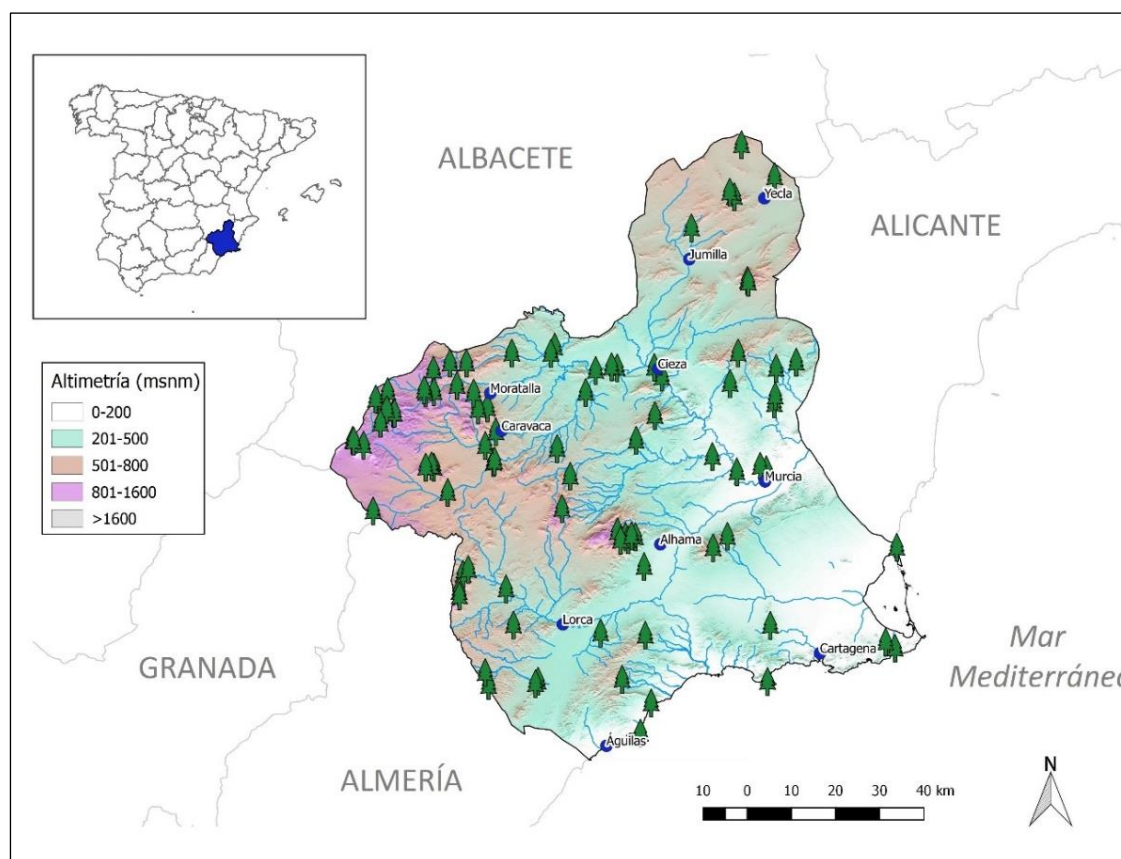 ALBACETE
ALICANTE
Yecla
Jumilla
Altimetría (msnm)
0-200
201-500
501-800
801-1600
>1600
Cieza
Moratalla
Caravaca
Murcia
Alhama
Lorca
Cartagena
GRANADA
Mar
Mediterráneo
Águilas
ALMERÍA
N
10 0 10 20 30 40 km